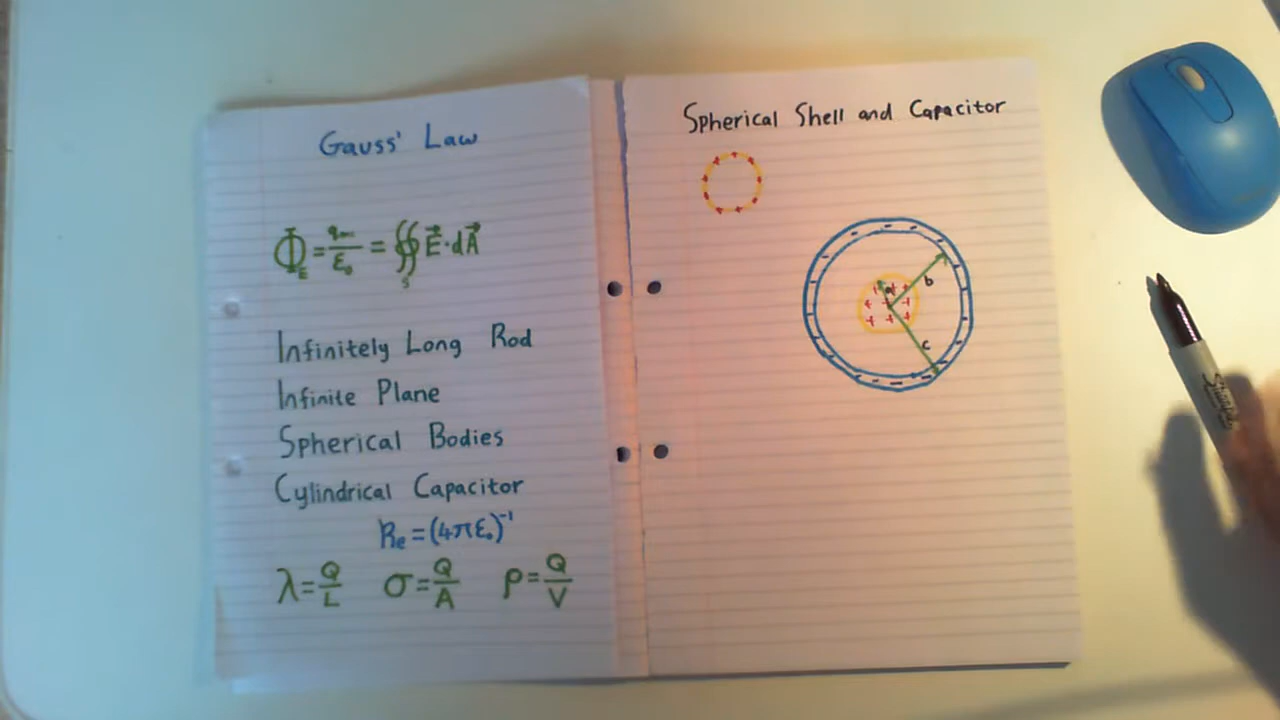 Gauss' Law
Φ_E = q_enc/ε₀ = ∯_S E⃗·dA⃗
Infinitely Long Rod
Infinite Plane
Spherical Bodies
Cylindrical Capacitor
k_e = (4πε₀)⁻¹
λ = Q/L   σ = Q/A   ρ = Q/V
Spherical Shell and Capacitor
a
b
c
Sharpie